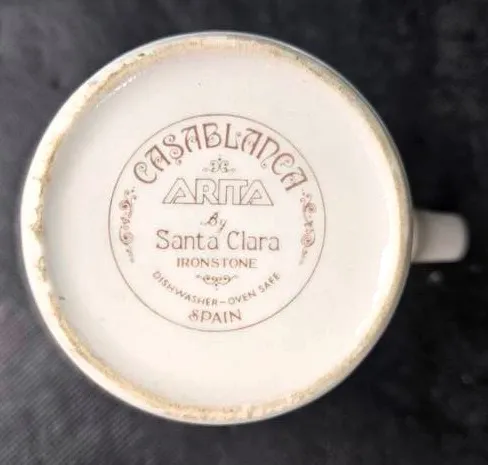 CASABLANCA
ARITA
By
Santa Clara
IRONSTONE
DISHWASHER-OVEN SAFE
SPAIN